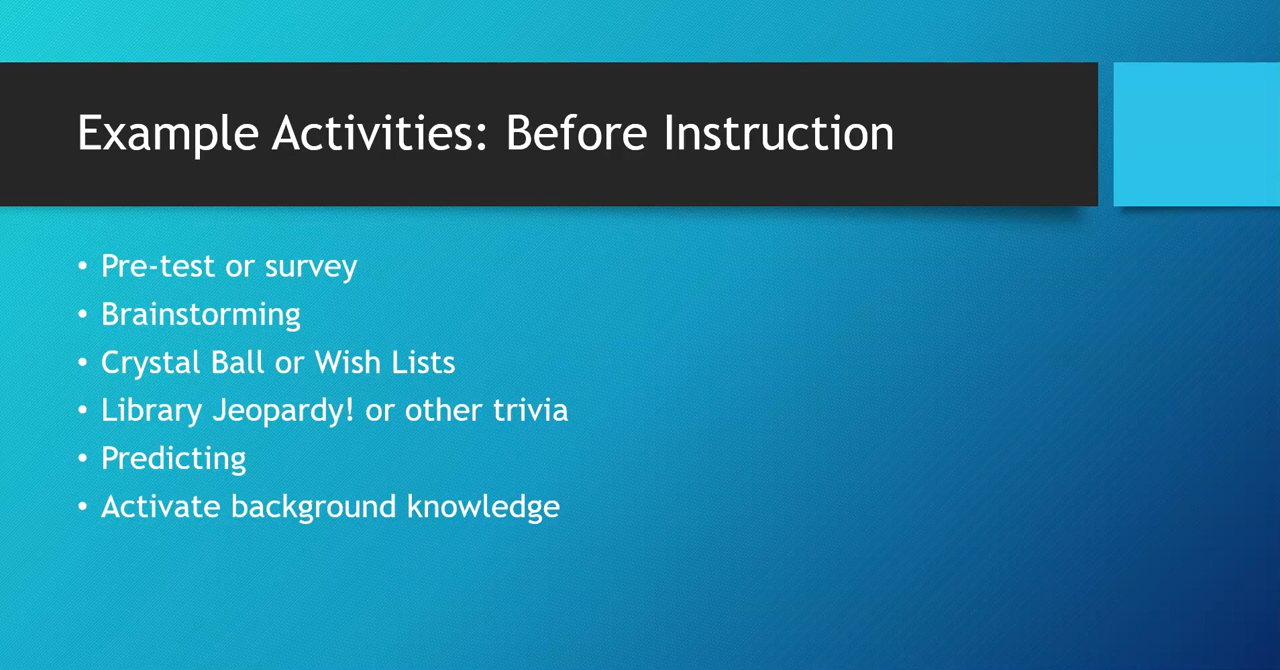 Example Activities: Before Instruction
• Pre-test or survey
• Brainstorming
• Crystal Ball or Wish Lists
• Library Jeopardy! or other trivia
• Predicting
• Activate background knowledge